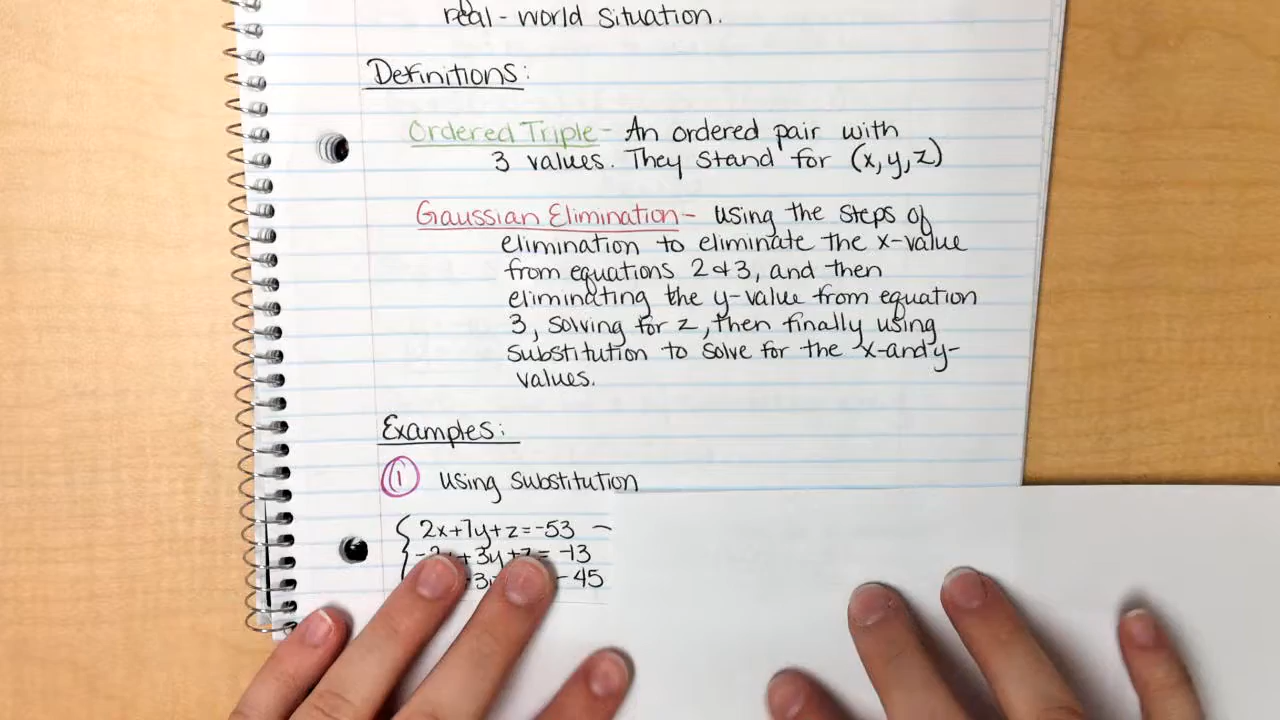 real-world situation.
Definitions:
Ordered Triple- An ordered pair with
3 values. They stand for (x,y,z)
Gaussian Elimination- using the steps of
elimination to eliminate the x-value
from equations 2&3, and then
eliminating the y-value from equation
3, solving for z, then finally using
substitution to solve for the x-and y-
values.
Examples:
1 using substitution
2x+7y+z=-53
+3y+ = -13
-45